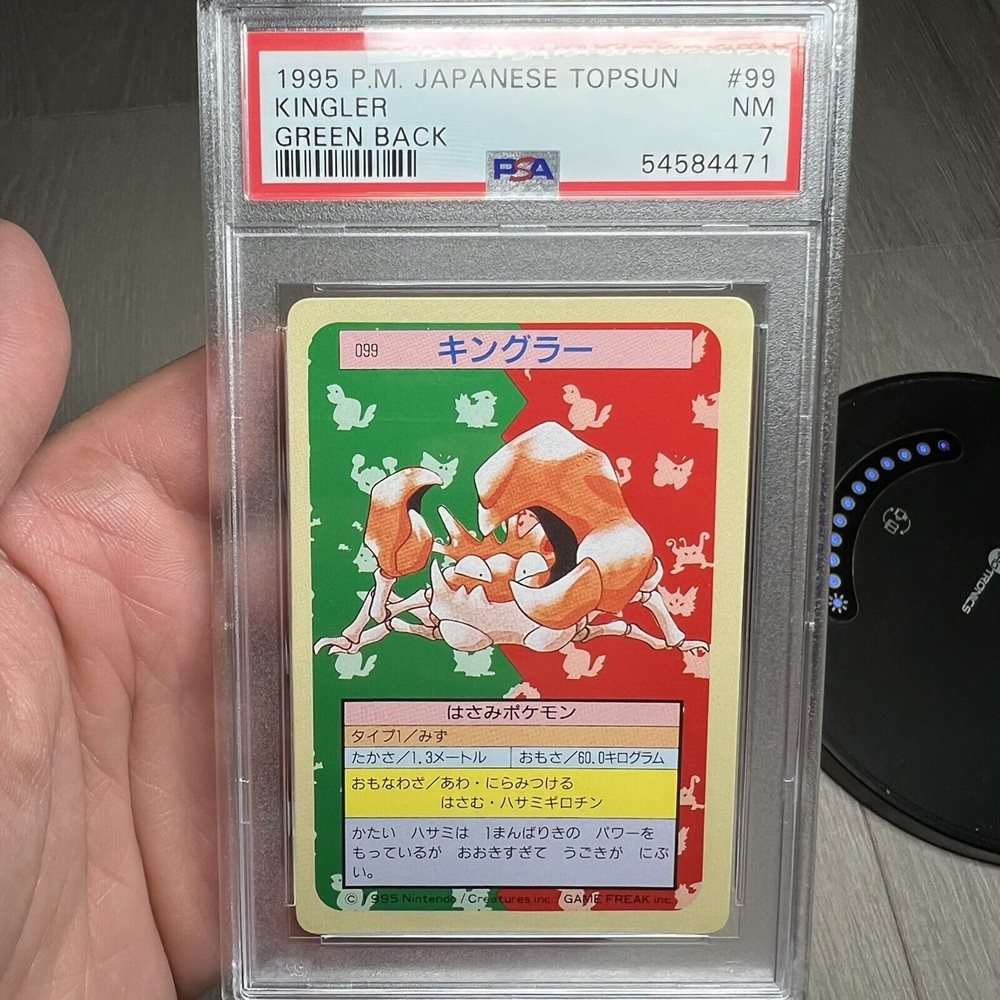 1995 P.M. JAPANESE TOPSUN #99
KINGLER NM
GREEN BACK 7
PSA 54584471
099 キングラー
はさみポケモン
タイプ1/みず
たかさ/1.3メートル おもさ/60.0キログラム
おもなわざ/あわ・にらみつける
はさむ・ハサミギロチン
かたい ハサミは 1まんばりきの パワーを
もっているが おおきすぎて うごきが にぶ
い。
© 1995 Nintendo/Creatures inc./GAME FREAK inc.